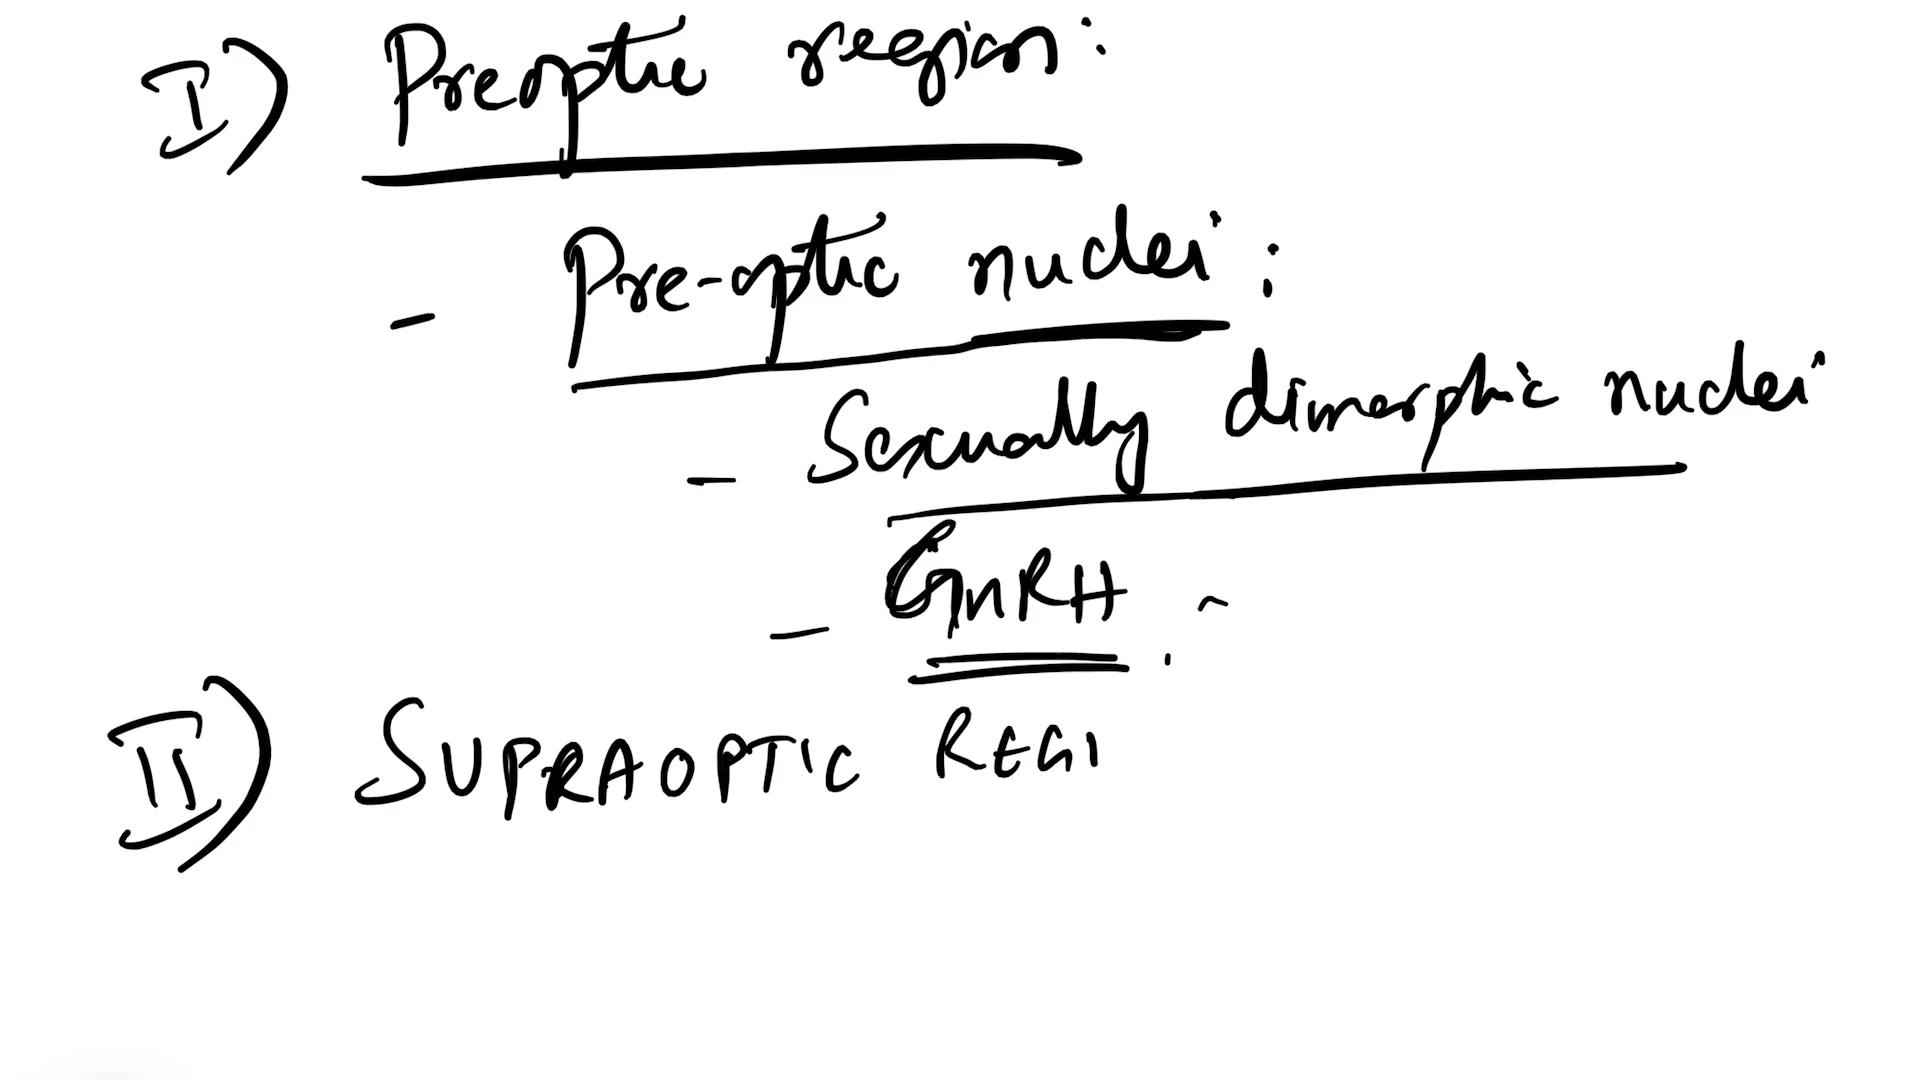 I) Preoptic region:
- Pre-optic nuclei:
- Sexually dimorphic nuclei
- GnRH
II) SUPRAOPTIC REGI